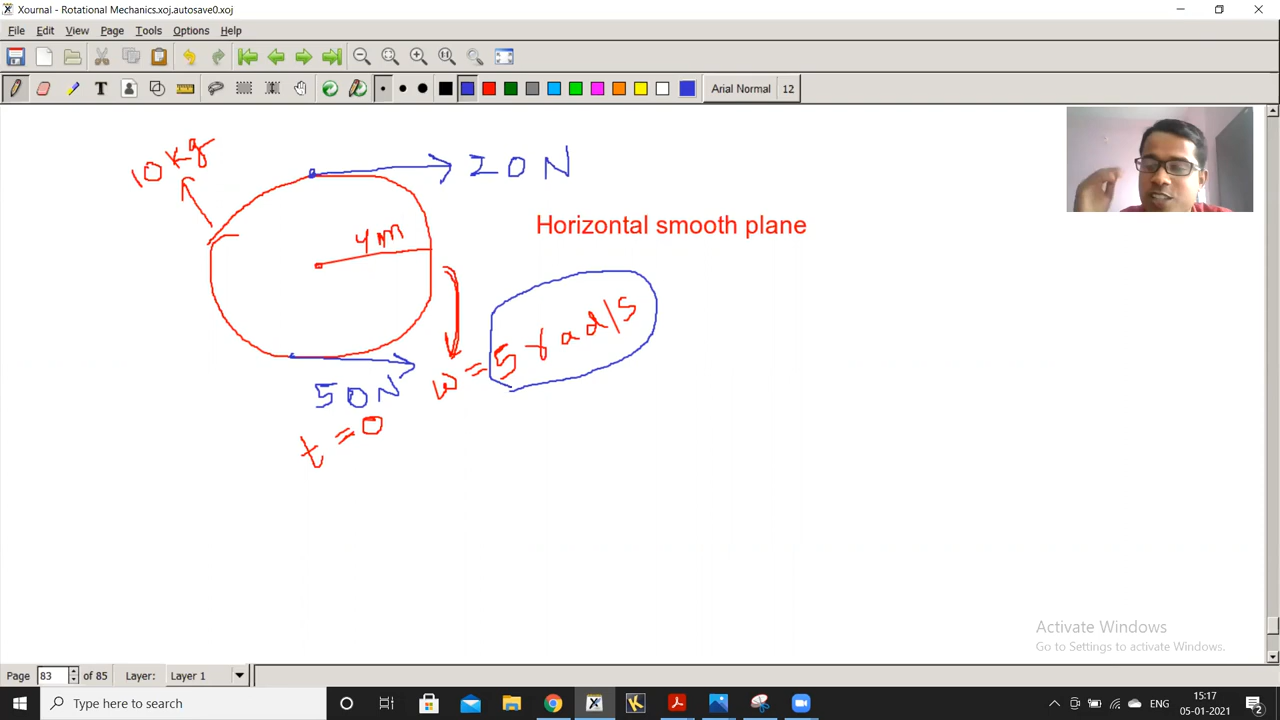 Xournal - Rotational Mechanics.xoj.autosave0.xoj
File Edit View Page Tools Options Help
Arial Normal 12
10 kg
20 N
Horizontal smooth plane
4m
ω = 5 rad/s
50N
t = 0
Activate Windows
Go to Settings to activate Windows.
Page 83 of 85 Layer: Layer 1
Type here to search
ENG
15:17
05-01-2021
2